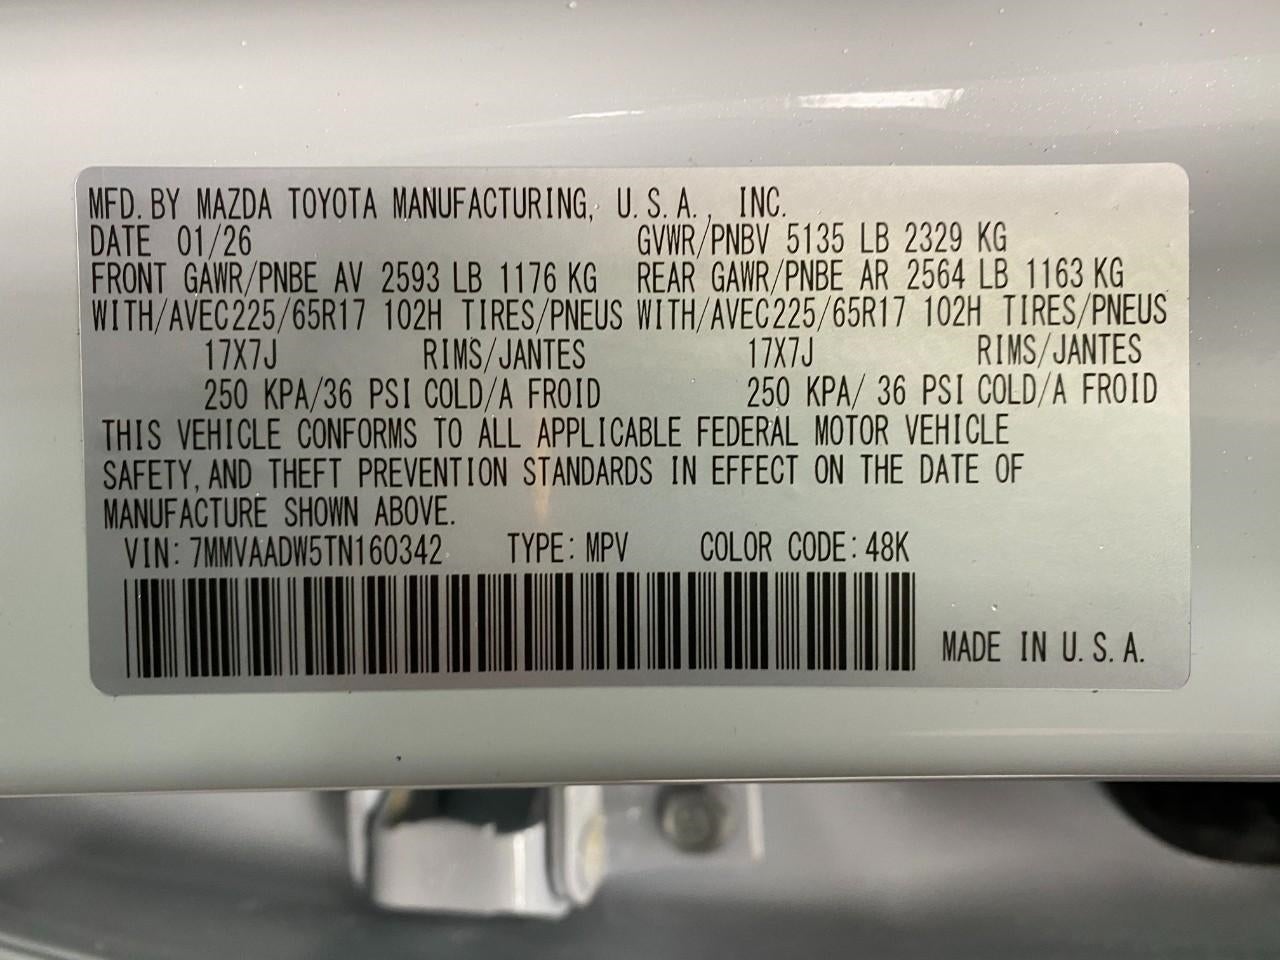 MFD. BY MAZDA TOYOTA MANUFACTURING, U.S.A., INC.
DATE 01/26 GVWR/PNBV 5135 LB 2329 KG
FRONT GAWR/PNBE AV 2593 LB 1176 KG REAR GAWR/PNBE AR 2564 LB 1163 KG
WITH/AVEC225/65R17 102H TIRES/PNEUS WITH/AVEC225/65R17 102H TIRES/PNEUS
17X7J RIMS/JANTES 17X7J RIMS/JANTES
250 KPA/36 PSI COLD/A FROID 250 KPA/ 36 PSI COLD/A FROID
THIS VEHICLE CONFORMS TO ALL APPLICABLE FEDERAL MOTOR VEHICLE
SAFETY, AND THEFT PREVENTION STANDARDS IN EFFECT ON THE DATE OF
MANUFACTURE SHOWN ABOVE.
VIN: 7MMVAADW5TN160342 TYPE: MPV COLOR CODE: 48K
MADE IN U.S.A.